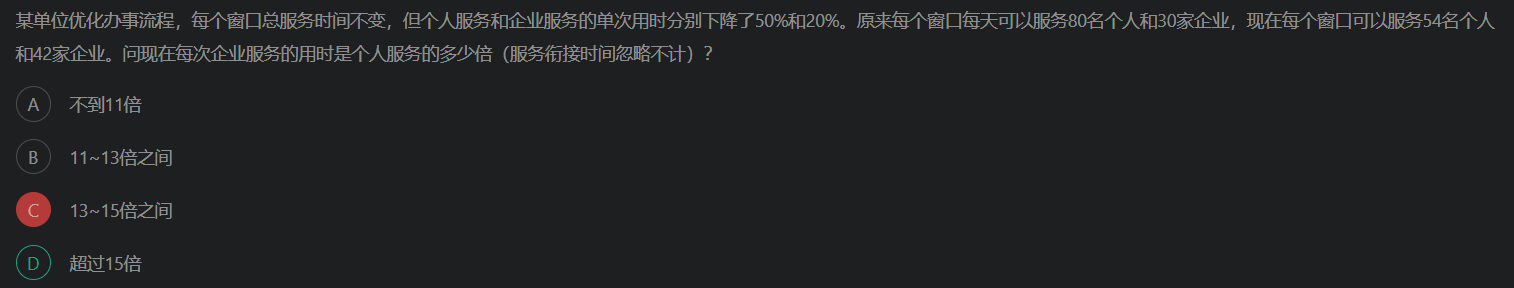 某单位优化办事流程，每个窗口总服务时间不变，但个人服务和企业服务的单次用时分别下降了50%和20%。原来每个窗口每天可以服务80名个人和30家企业，现在每个窗口可以服务54名个人
和42家企业。问现在每次企业服务的用时是个人服务的多少倍（服务衔接时间忽略不计）？
A 不到11倍
B 11~13倍之间
C 13~15倍之间
D 超过15倍